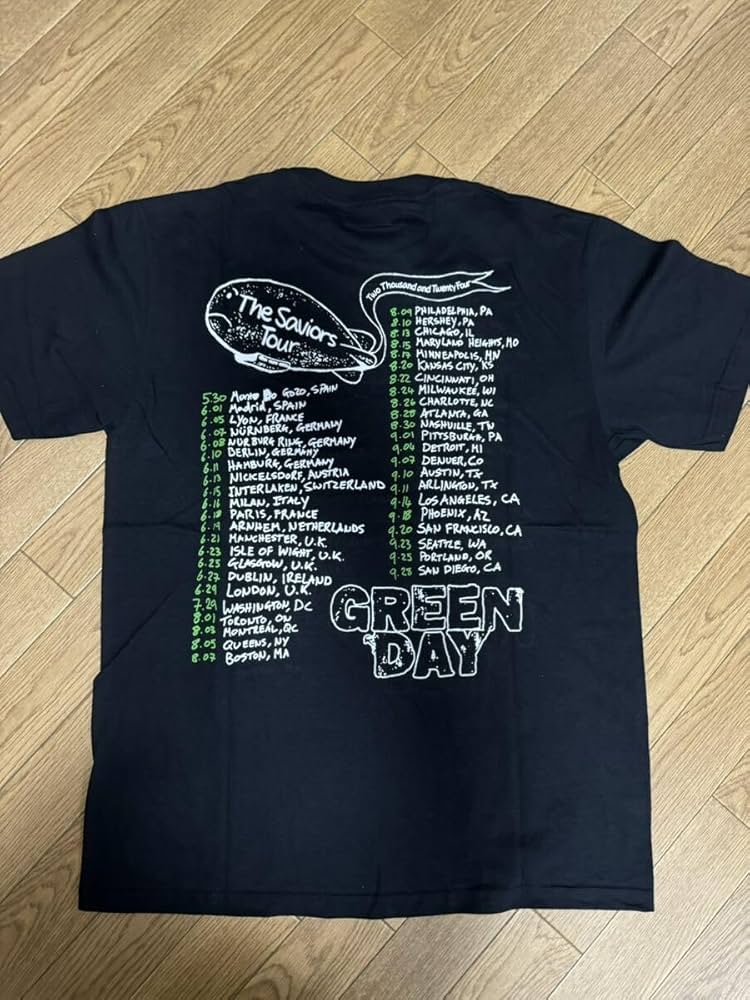 The Saviors
Tour
Two Thousand and Twenty Four
5.30 Monte Do Gozo, SPAIN
6.01 Madrid, SPAIN
6.05 LYON, FRANCE
6.07 NÜRNBERG, GERMANY
6.08 NURBURG RING, GERMANY
6.10 BERLIN, GERMANY
6.11 HAMBURG, GERMANY
6.13 NICKELSDORF, AUSTRIA
6.15 INTERLAKEN, SWITZERLAND
6.16 MILAN, ITALY
6.18 PARIS, FRANCE
6.19 ARNHEM, NETHERLANDS
6.21 MANCHESTER, U.K.
6.23 ISLE OF WIGHT, U.K.
6.25 GLASGOW, U.K.
6.27 DUBLIN, IRELAND
6.29 LONDON, U.K.
7.29 WASHINGTON, DC
8.01 TORONTO, ON
8.03 MONTREAL, QC
8.05 QUEENS, NY
8.07 BOSTON, MA
8.09 PHILADELPHIA, PA
8.10 HERSHEY, PA
8.13 CHICAGO, IL
8.15 MARYLAND HEIGHTS, MO
8.17 MINNEAPOLIS, MN
8.20 KANSAS CITY, KS
8.22 CINCINNATI, OH
8.24 MILWAUKEE, WI
8.26 CHARLOTTE, NC
8.28 ATLANTA, GA
8.30 NASHVILLE, TN
9.01 PITTSBURGH, PA
9.04 DETROIT, MI
9.07 DENVER, CO
9.10 AUSTIN, TX
9.11 ARLINGTON, TX
9.14 LOS ANGELES, CA
9.18 PHOENIX, AZ
9.20 SAN FRANCISCO, CA
9.23 SEATTLE, WA
9.25 PORTLAND, OR
9.28 SAN DIEGO, CA
GREEN
DAY